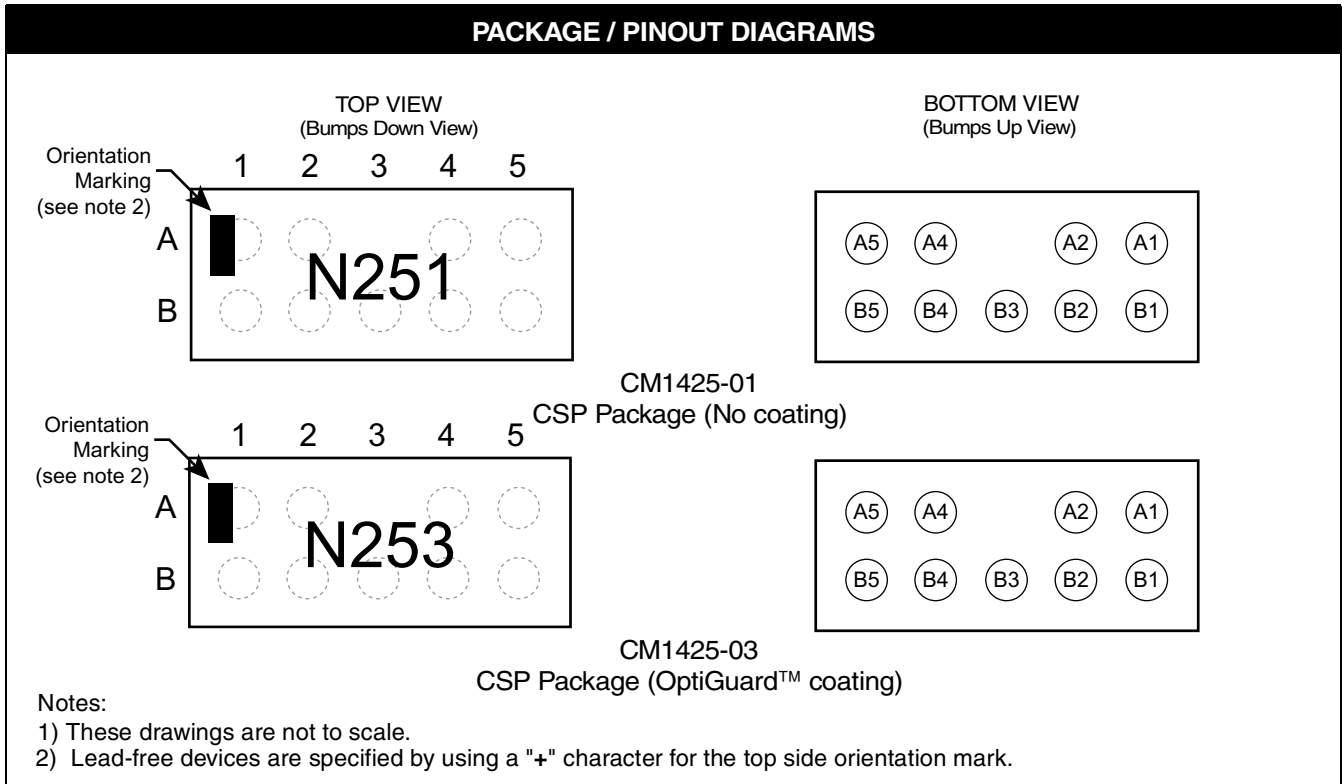 PACKAGE / PINOUT DIAGRAMS
TOP VIEW
(Bumps Down View)
BOTTOM VIEW
(Bumps Up View)
Orientation
Marking
(see note 2)
1 2 3 4 5
A
B
N251
A5 A4 A2 A1
B5 B4 B3 B2 B1
CM1425-01
CSP Package (No coating)
Orientation
Marking
(see note 2)
1 2 3 4 5
A
B
N253
A5 A4 A2 A1
B5 B4 B3 B2 B1
CM1425-03
CSP Package (OptiGuard™ coating)
Notes:
1) These drawings are not to scale.
2) Lead-free devices are specified by using a "+" character for the top side orientation mark.